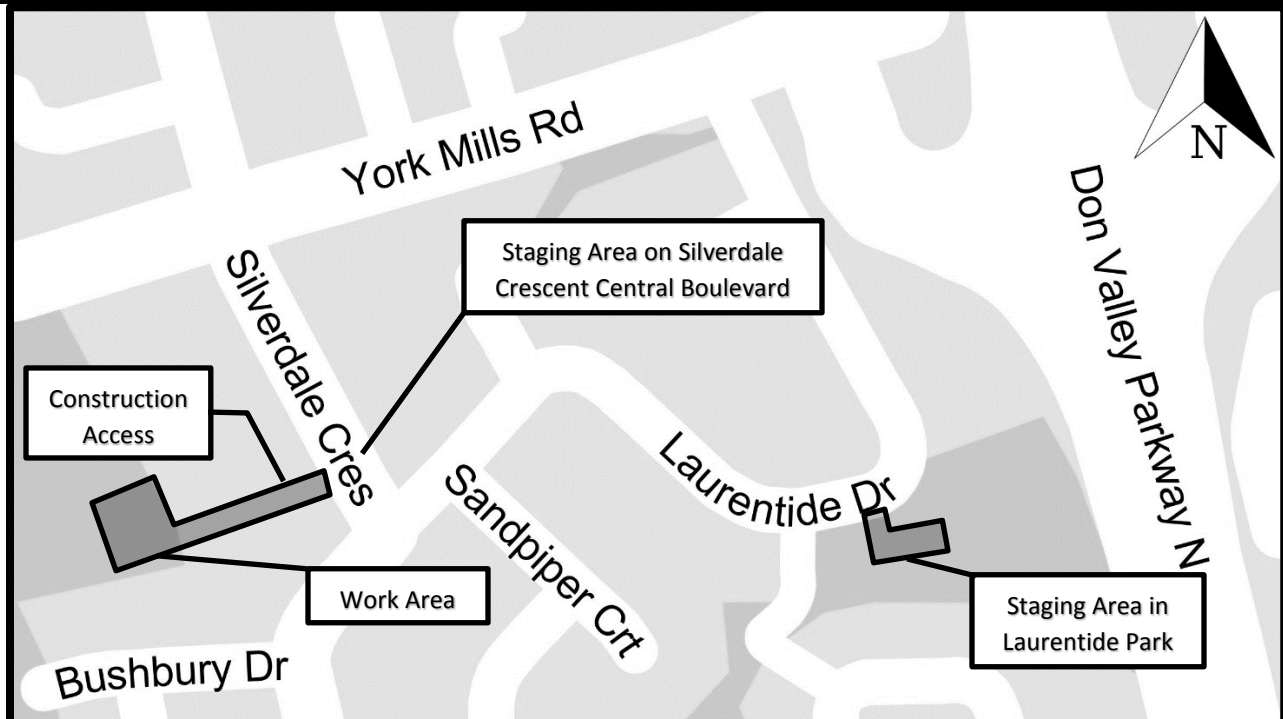 York Mills Rd
N
Don Valley Parkway N
Staging Area on Silverdale
Crescent Central Boulevard
Silverdale Cres
Construction
Access
Laurentide Dr
Sandpiper Crt
Work Area
Staging Area in
Laurentide Park
Bushbury Dr